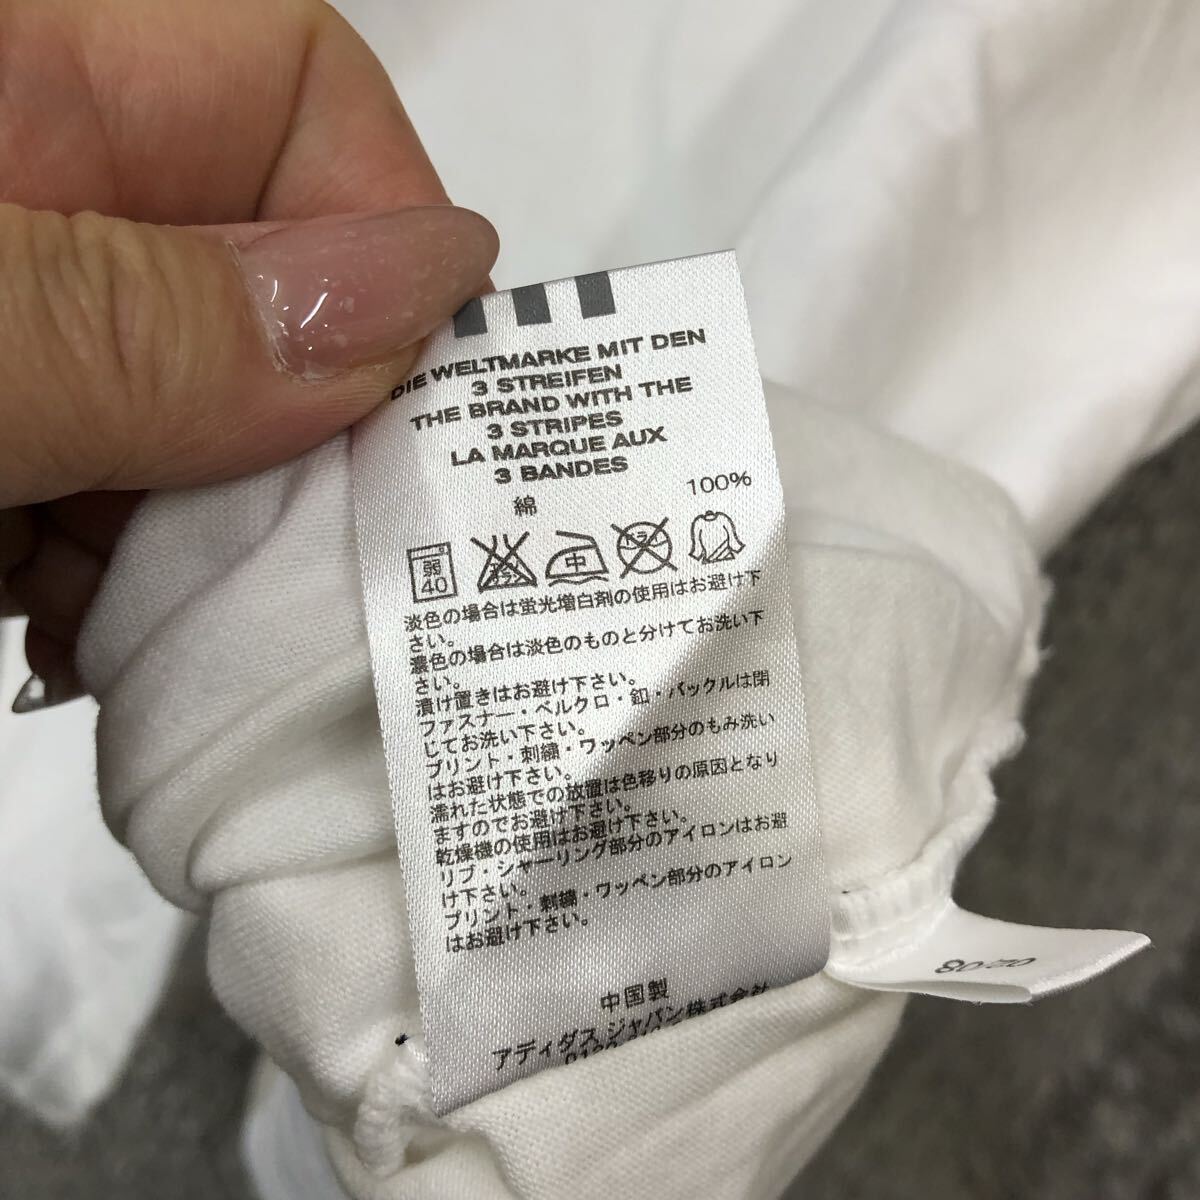 DIE WELTMARKE MIT DEN
3 STREIFEN
THE BRAND WITH THE
3 STRIPES
LA MARQUE AUX
3 BANDES
綿 100%
弱
40
中
淡色の場合は蛍光増白剤の使用はお避け下
さい。
濃色の場合は淡色のものと分けてお洗い下
さい。
漬け置きはお避け下さい。
ファスナー・ベルクロ・釦・バックルは閉
じてお洗い下さい。
プリント・刺繍・ワッペン部分のもみ洗い
はお避け下さい。
濡れた状態での放置は色移りの原因となり
ますのでお避け下さい。
乾燥機の使用はお避け下さい。
リブ・シャーリング部分のアイロンはお避
け下さい。
プリント・刺繍・ワッペン部分のアイロン
はお避け下さい。
中国製
アディダス ジャパン株式会社
02/08